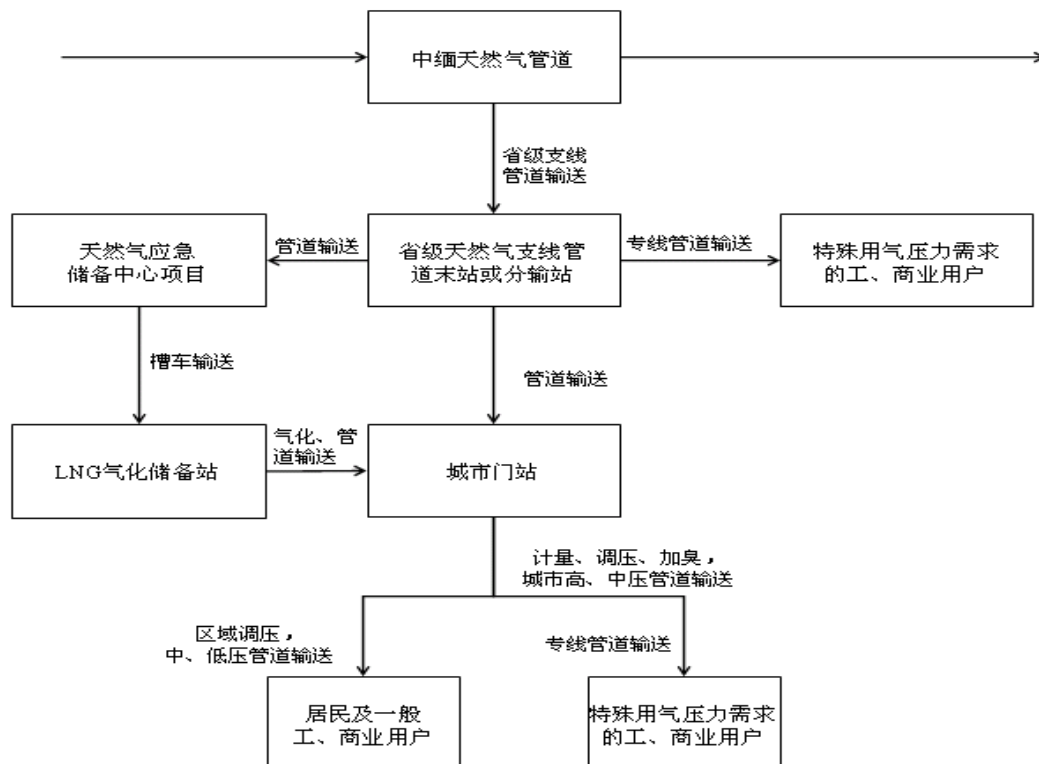 中缅天然气管道
省级支线
管道输送
天然气应急
储备中心项目
管道输送
省级天然气支线管
道末站或分输站
专线管道输送
特殊用气压力需求
的工、商业用户
槽车输送
管道输送
LNG气化储备站
气化、管
道输送
城市门站
计量、调压、加臭，
城市高、中压管道输送
区域调压，
中、低压管道输送
专线管道输送
居民及一般
工、商业用户
特殊用气压力需求
的工、商业用户